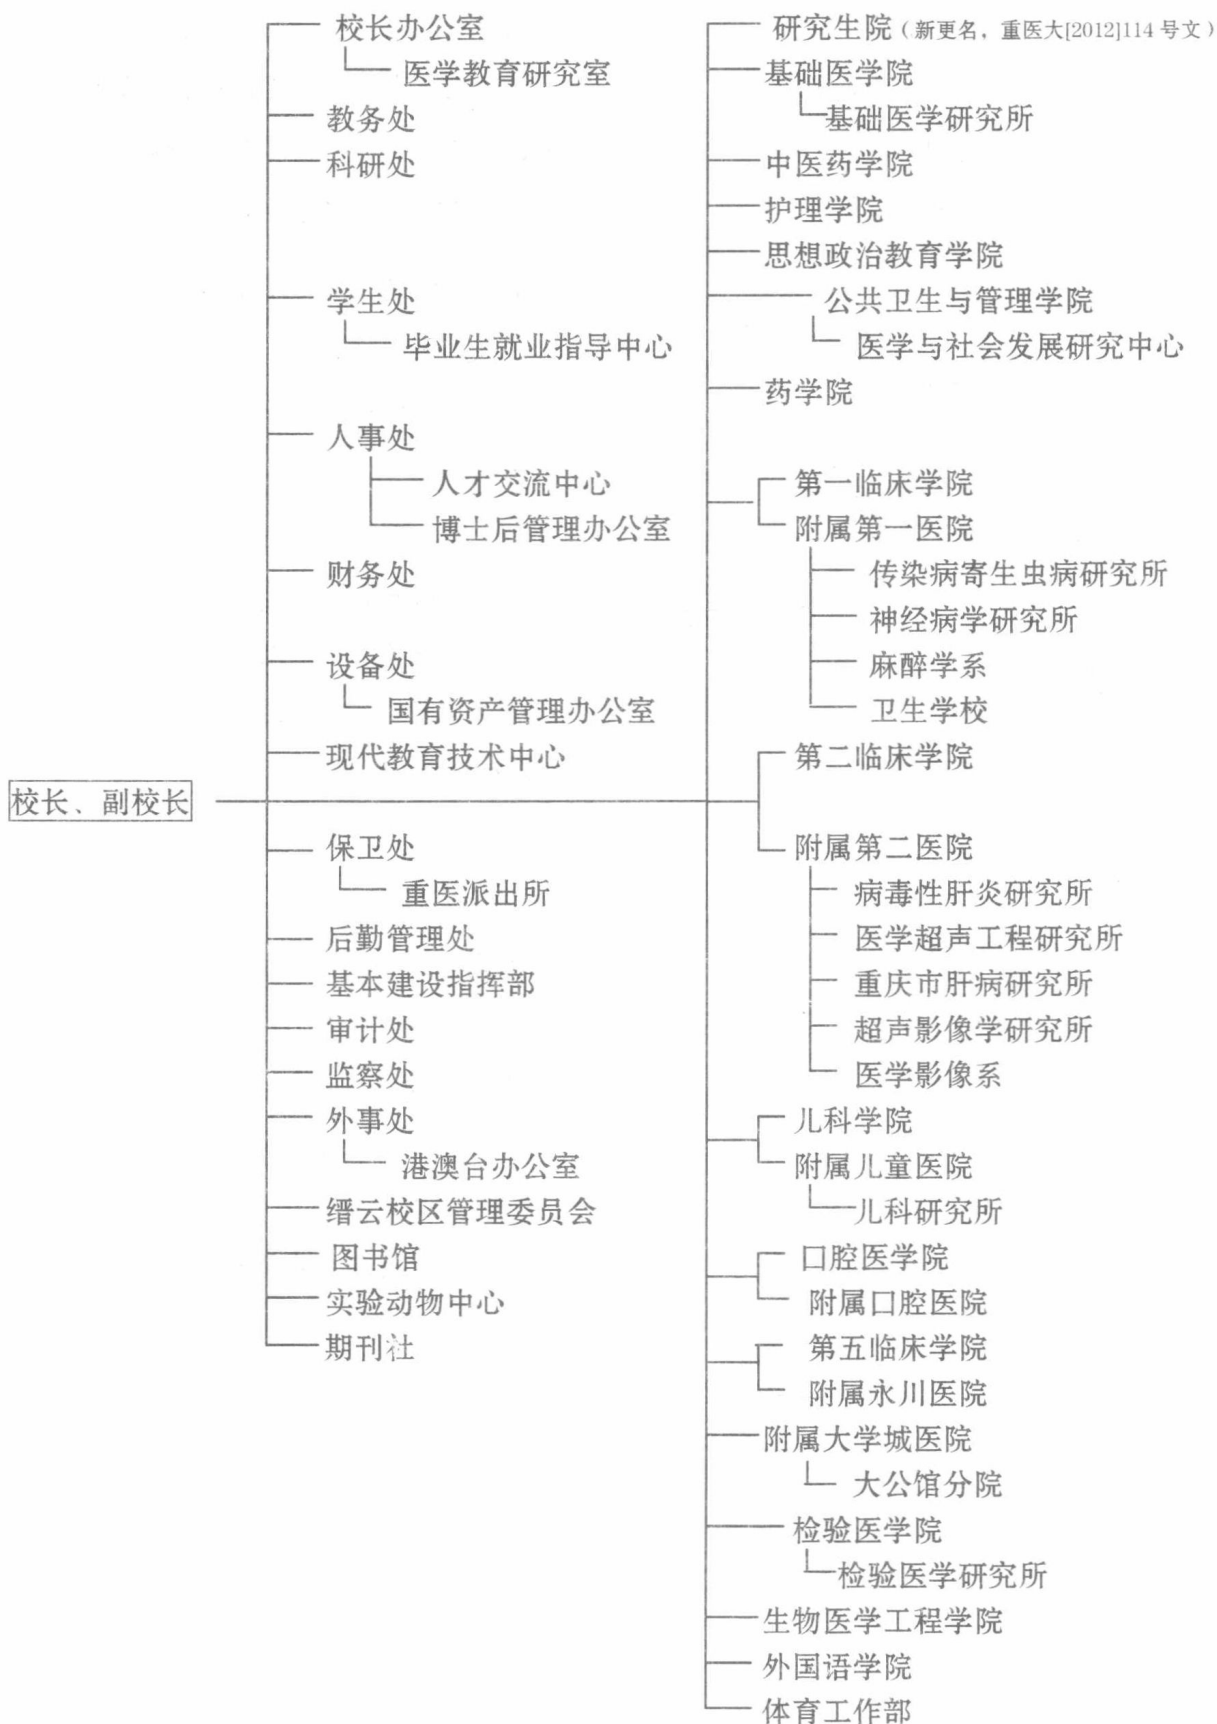 校长、副校长
校长办公室
医学教育研究室
教务处
科研处
学生处
毕业生就业指导中心
人事处
人才交流中心
博士后管理办公室
财务处
设备处
国有资产管理办公室
现代教育技术中心
保卫处
重医派出所
后勤管理处
基本建设指挥部
审计处
监察处
外事处
港澳台办公室
缙云校区管理委员会
图书馆
实验动物中心
期刊社
研究生院（新更名，重医大[2012]114号文）
基础医学院
基础医学研究所
中医药学院
护理学院
思想政治教育学院
公共卫生与管理学院
医学与社会发展研究中心
药学院
第一临床学院
附属第一医院
传染病寄生虫病研究所
神经病学研究所
麻醉学系
卫生学校
第二临床学院
附属第二医院
病毒性肝炎研究所
医学超声工程研究所
重庆市肝病研究所
超声影像学研究所
医学影像系
儿科学院
附属儿童医院
儿科研究所
口腔医学院
附属口腔医院
第五临床学院
附属永川医院
附属大学城医院
大公馆分院
检验医学院
检验医学研究所
生物医学工程学院
外国语学院
体育工作部